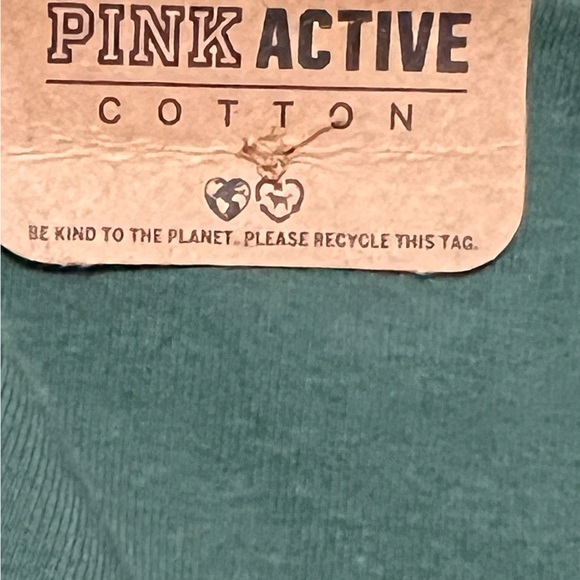 PINK ACTIVE
COTTON
BE KIND TO THE PLANET. PLEASE RECYCLE THIS TAG.